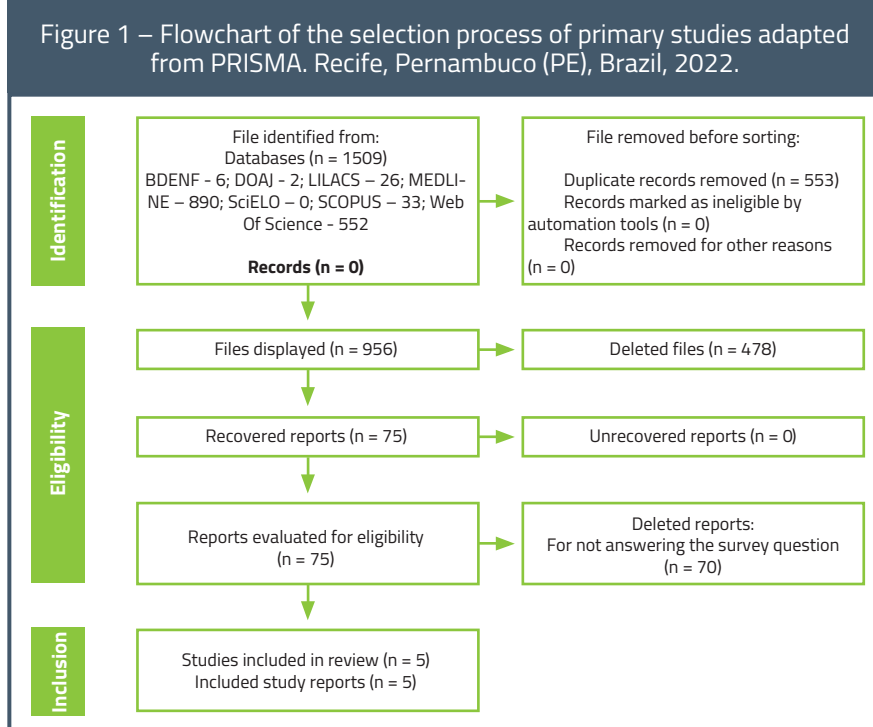 Figure 1 – Flowchart of the selection process of primary studies adapted
from PRISMA. Recife, Pernambuco (PE), Brazil, 2022.
Identification
File identified from:
Databases (n = 1509)
BDENF - 6; DOAJ - 2; LILACS – 26; MEDLI-
NE – 890; SciELO – 0; SCOPUS – 33; Web
Of Science - 552
Records (n = 0)
File removed before sorting:
Duplicate records removed (n = 553)
Records marked as ineligible by
automation tools (n = 0)
Records removed for other reasons
(n = 0)
Eligibility
Files displayed (n = 956)
Deleted files (n = 478)
Recovered reports (n = 75)
Unrecovered reports (n = 0)
Reports evaluated for eligibility
(n = 75)
Deleted reports:
For not answering the survey question
(n = 70)
Inclusion
Studies included in review (n = 5)
Included study reports (n = 5)